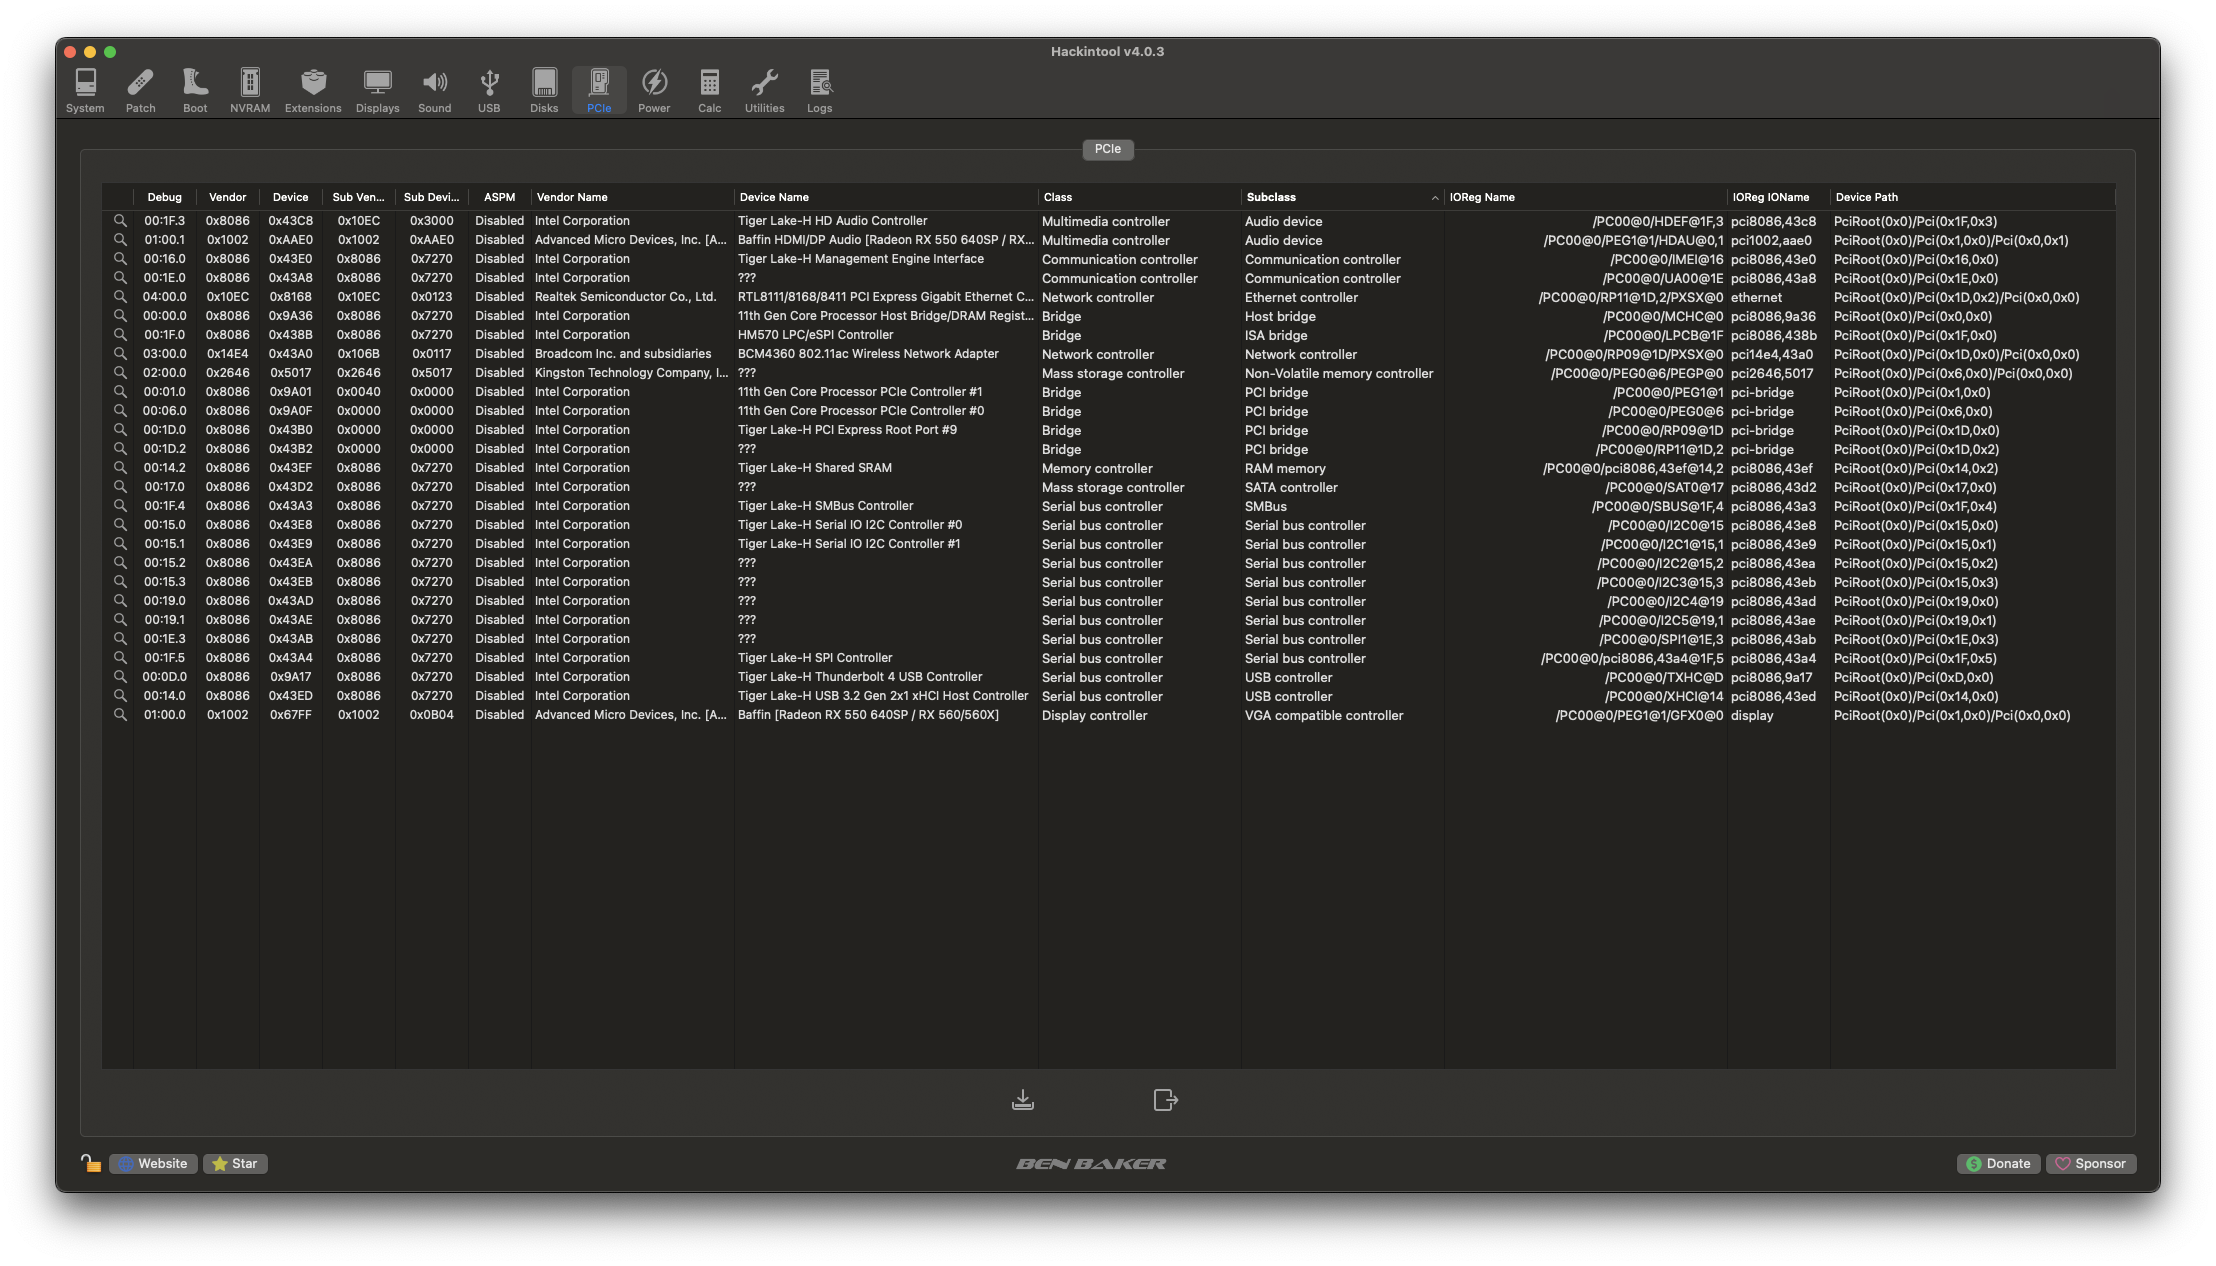 Hackintool v4.0.3
System Patch Boot NVRAM Extensions Displays Sound USB Disks PCIe Power Calc Utilities Logs
PCIe
Debug Vendor Device Sub Ven... Sub Devi... ASPM Vendor Name Device Name Class Subclass IOReg Name IOReg IOName Device Path
00:1F.3 0x8086 0x43C8 0x10EC 0x3000 Disabled Intel Corporation Tiger Lake-H HD Audio Controller Multimedia controller Audio device /PC00@0/HDEF@1F,3 pci8086,43c8 PciRoot(0x0)/Pci(0x1F,0x3)
01:00.1 0x1002 0xAAE0 0x1002 0xAAE0 Disabled Advanced Micro Devices, Inc. [A... Baffin HDMI/DP Audio [Radeon RX 550 640SP / RX... Multimedia controller Audio device /PC00@0/PEG1@1/HDAU@0,1 pci1002,aae0 PciRoot(0x0)/Pci(0x1,0x0)/Pci(0x0,0x1)
00:16.0 0x8086 0x43E0 0x8086 0x7270 Disabled Intel Corporation Tiger Lake-H Management Engine Interface Communication controller Communication controller /PC00@0/IMEI@16 pci8086,43e0 PciRoot(0x0)/Pci(0x16,0x0)
00:1E.0 0x8086 0x43A8 0x8086 0x7270 Disabled Intel Corporation ??? Communication controller Communication controller /PC00@0/UA00@1E pci8086,43a8 PciRoot(0x0)/Pci(0x1E,0x0)
04:00.0 0x10EC 0x8168 0x10EC 0x0123 Disabled Realtek Semiconductor Co., Ltd. RTL8111/8168/8411 PCI Express Gigabit Ethernet C... Network controller Ethernet controller /PC00@0/RP11@1D,2/PXSX@0 ethernet PciRoot(0x0)/Pci(0x1D,0x2)/Pci(0x0,0x0)
00:00.0 0x8086 0x9A36 0x8086 0x7270 Disabled Intel Corporation 11th Gen Core Processor Host Bridge/DRAM Regist... Bridge Host bridge /PC00@0/MCHC@0 pci8086,9a36 PciRoot(0x0)/Pci(0x0,0x0)
00:1F.0 0x8086 0x438B 0x8086 0x7270 Disabled Intel Corporation HM570 LPC/eSPI Controller Bridge ISA bridge /PC00@0/LPCB@1F pci8086,438b PciRoot(0x0)/Pci(0x1F,0x0)
03:00.0 0x14E4 0x43A0 0x106B 0x0117 Disabled Broadcom Inc. and subsidiaries BCM4360 802.11ac Wireless Network Adapter Network controller Network controller /PC00@0/RP09@1D/PXSX@0 pci14e4,43a0 PciRoot(0x0)/Pci(0x1D,0x0)/Pci(0x0,0x0)
02:00.0 0x2646 0x5017 0x2646 0x5017 Disabled Kingston Technology Company, I... ??? Mass storage controller Non-Volatile memory controller /PC00@0/PEG0@6/PEGP@0 pci2646,5017 PciRoot(0x0)/Pci(0x6,0x0)/Pci(0x0,0x0)
00:01.0 0x8086 0x9A01 0x0040 0x0000 Disabled Intel Corporation 11th Gen Core Processor PCIe Controller #1 Bridge PCI bridge /PC00@0/PEG1@1 pci-bridge PciRoot(0x0)/Pci(0x1,0x0)
00:06.0 0x8086 0x9A0F 0x0000 0x0000 Disabled Intel Corporation 11th Gen Core Processor PCIe Controller #0 Bridge PCI bridge /PC00@0/PEG0@6 pci-bridge PciRoot(0x0)/Pci(0x6,0x0)
00:1D.0 0x8086 0x43B0 0x0000 0x0000 Disabled Intel Corporation Tiger Lake-H PCI Express Root Port #9 Bridge PCI bridge /PC00@0/RP09@1D pci-bridge PciRoot(0x0)/Pci(0x1D,0x0)
00:1D.2 0x8086 0x43B2 0x0000 0x0000 Disabled Intel Corporation ??? Bridge PCI bridge /PC00@0/RP11@1D,2 pci-bridge PciRoot(0x0)/Pci(0x1D,0x2)
00:14.2 0x8086 0x43EF 0x8086 0x7270 Disabled Intel Corporation Tiger Lake-H Shared SRAM Memory controller RAM memory /PC00@0/pci8086,43ef@14,2 pci8086,43ef PciRoot(0x0)/Pci(0x14,0x2)
00:17.0 0x8086 0x43D2 0x8086 0x7270 Disabled Intel Corporation ??? Mass storage controller SATA controller /PC00@0/SAT0@17 pci8086,43d2 PciRoot(0x0)/Pci(0x17,0x0)
00:1F.4 0x8086 0x43A3 0x8086 0x7270 Disabled Intel Corporation Tiger Lake-H SMBus Controller Serial bus controller SMBus /PC00@0/SBUS@1F,4 pci8086,43a3 PciRoot(0x0)/Pci(0x1F,0x4)
00:15.0 0x8086 0x43E8 0x8086 0x7270 Disabled Intel Corporation Tiger Lake-H Serial IO I2C Controller #0 Serial bus controller Serial bus controller /PC00@0/I2C0@15 pci8086,43e8 PciRoot(0x0)/Pci(0x15,0x0)
00:15.1 0x8086 0x43E9 0x8086 0x7270 Disabled Intel Corporation Tiger Lake-H Serial IO I2C Controller #1 Serial bus controller Serial bus controller /PC00@0/I2C1@15,1 pci8086,43e9 PciRoot(0x0)/Pci(0x15,0x1)
00:15.2 0x8086 0x43EA 0x8086 0x7270 Disabled Intel Corporation ??? Serial bus controller Serial bus controller /PC00@0/I2C2@15,2 pci8086,43ea PciRoot(0x0)/Pci(0x15,0x2)
00:15.3 0x8086 0x43EB 0x8086 0x7270 Disabled Intel Corporation ??? Serial bus controller Serial bus controller /PC00@0/I2C3@15,3 pci8086,43eb PciRoot(0x0)/Pci(0x15,0x3)
00:19.0 0x8086 0x43AD 0x8086 0x7270 Disabled Intel Corporation ??? Serial bus controller Serial bus controller /PC00@0/I2C4@19 pci8086,43ad PciRoot(0x0)/Pci(0x19,0x0)
00:19.1 0x8086 0x43AE 0x8086 0x7270 Disabled Intel Corporation ??? Serial bus controller Serial bus controller /PC00@0/I2C5@19,1 pci8086,43ae PciRoot(0x0)/Pci(0x19,0x1)
00:1E.3 0x8086 0x43AB 0x8086 0x7270 Disabled Intel Corporation ??? Serial bus controller Serial bus controller /PC00@0/SPI1@1E,3 pci8086,43ab PciRoot(0x0)/Pci(0x1E,0x3)
00:1F.5 0x8086 0x43A4 0x8086 0x7270 Disabled Intel Corporation Tiger Lake-H SPI Controller Serial bus controller Serial bus controller /PC00@0/pci8086,43a4@1F,5 pci8086,43a4 PciRoot(0x0)/Pci(0x1F,0x5)
00:0D.0 0x8086 0x9A17 0x8086 0x7270 Disabled Intel Corporation Tiger Lake-H Thunderbolt 4 USB Controller Serial bus controller USB controller /PC00@0/TXHC@D pci8086,9a17 PciRoot(0x0)/Pci(0xD,0x0)
00:14.0 0x8086 0x43ED 0x8086 0x7270 Disabled Intel Corporation Tiger Lake-H USB 3.2 Gen 2x1 xHCI Host Controller Serial bus controller USB controller /PC00@0/XHCI@14 pci8086,43ed PciRoot(0x0)/Pci(0x14,0x0)
01:00.0 0x1002 0x67FF 0x1002 0x0B04 Disabled Advanced Micro Devices, Inc. [A... Baffin [Radeon RX 550 640SP / RX 560/560X] Display controller VGA compatible controller /PC00@0/PEG1@1/GFX0@0 display PciRoot(0x0)/Pci(0x1,0x0)/Pci(0x0,0x0)
Website Star BEN BAKER Donate Sponsor